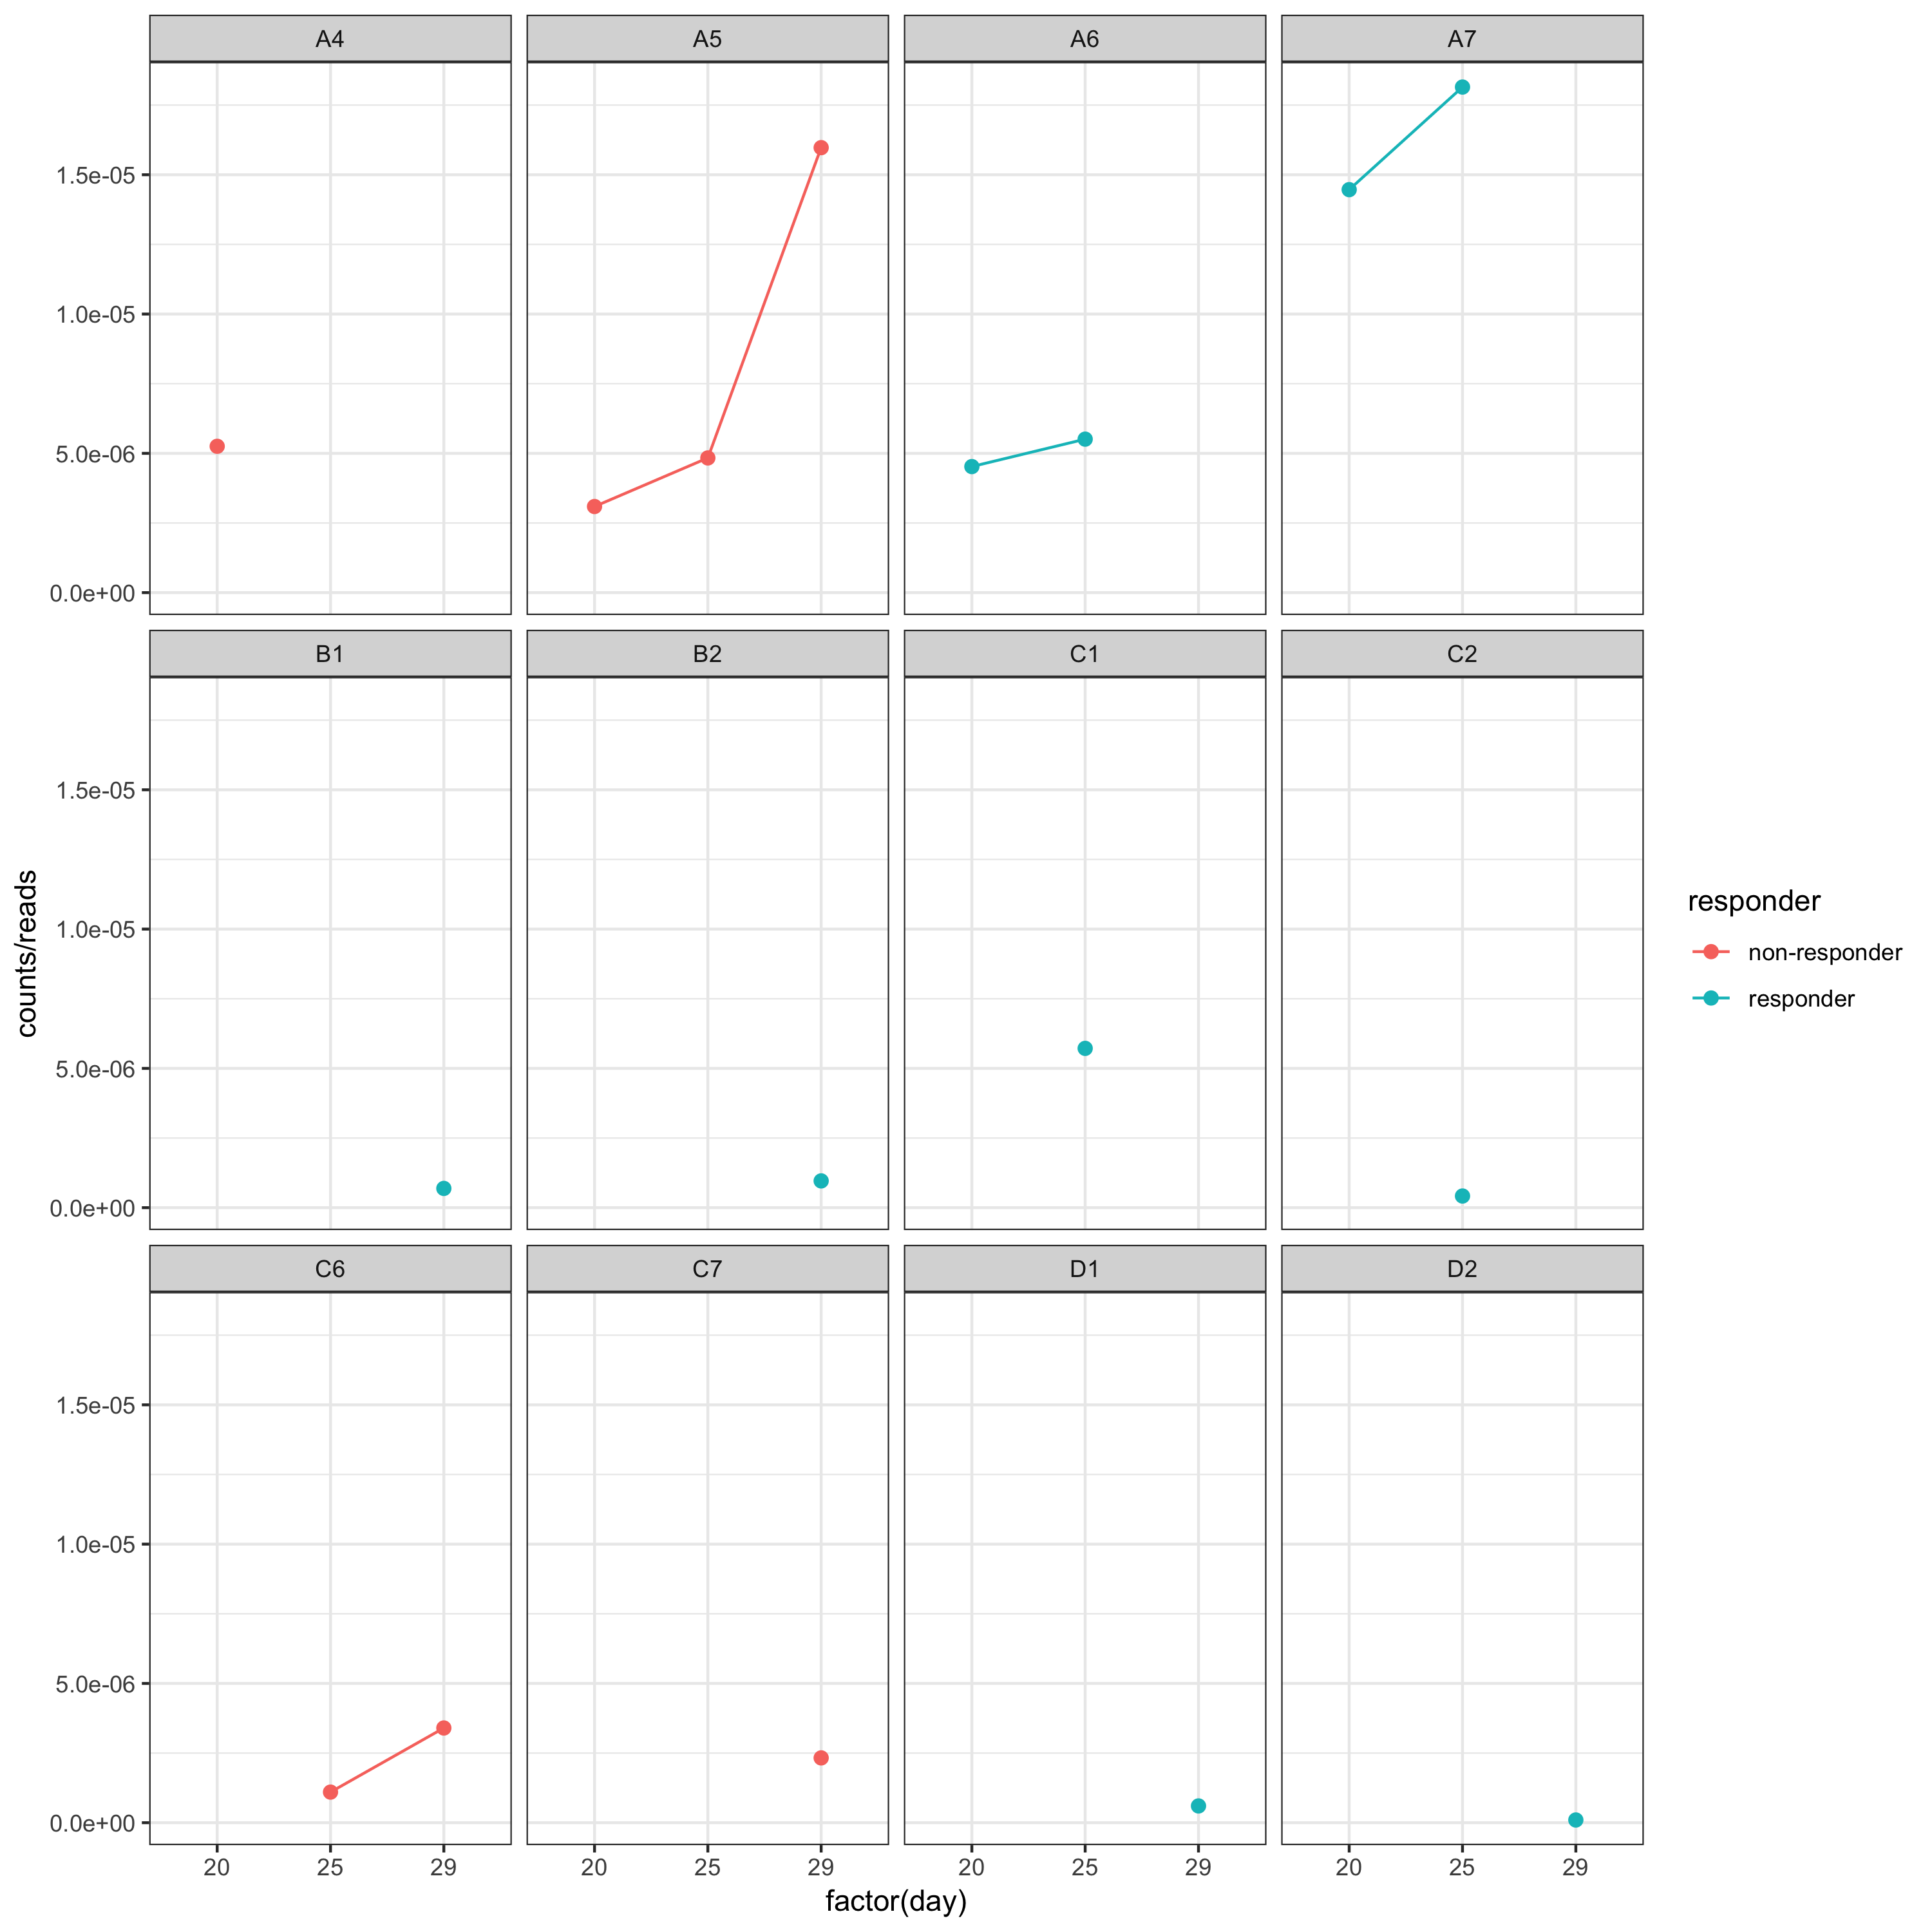 A4 A5 A6 A7
1.5e-05
1.0e-05
5.0e-06
0.0e+00
B1 B2 C1 C2
1.5e-05
1.0e-05
5.0e-06
0.0e+00
C6 C7 D1 D2
1.5e-05
1.0e-05
5.0e-06
0.0e+00
20 25 29 20 25 29 20 25 29 20 25 29
factor(day)
counts/reads
responder
non-responder
responder